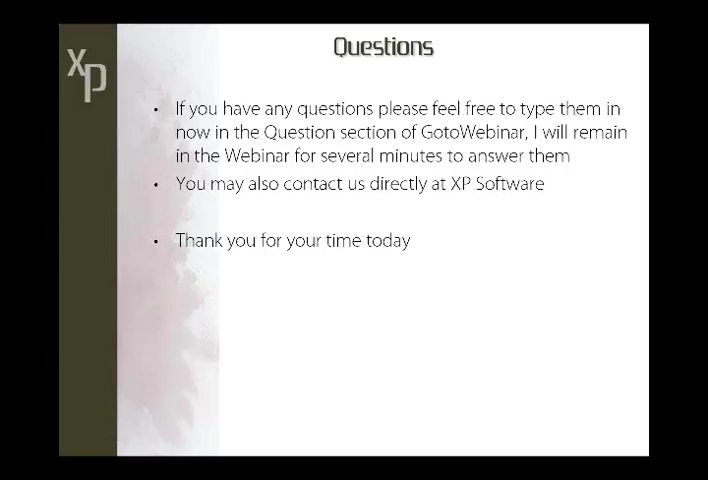 XP
Questions
• If you have any questions please feel free to type them in
now in the Question section of GotoWebinar, I will remain
in the Webinar for several minutes to answer them
• You may also contact us directly at XP Software
• Thank you for your time today